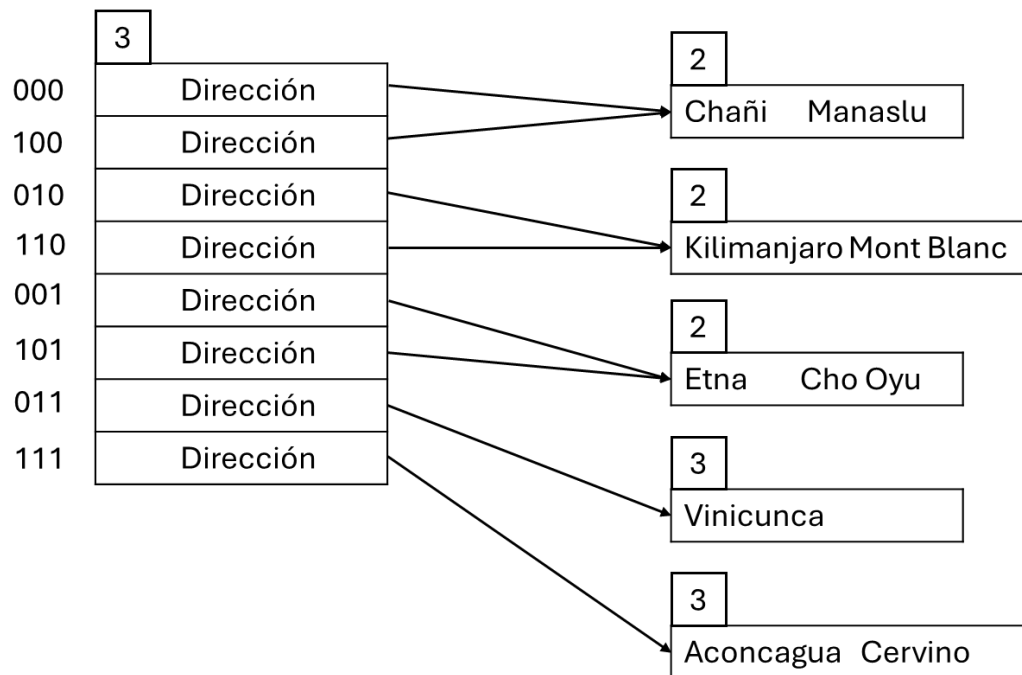 3
000 Dirección
100 Dirección
010 Dirección
110 Dirección
001 Dirección
101 Dirección
011 Dirección
111 Dirección
2
Chañi Manaslu
2
Kilimanjaro Mont Blanc
2
Etna Cho Oyu
3
Vinicunca
3
Aconcagua Cervino